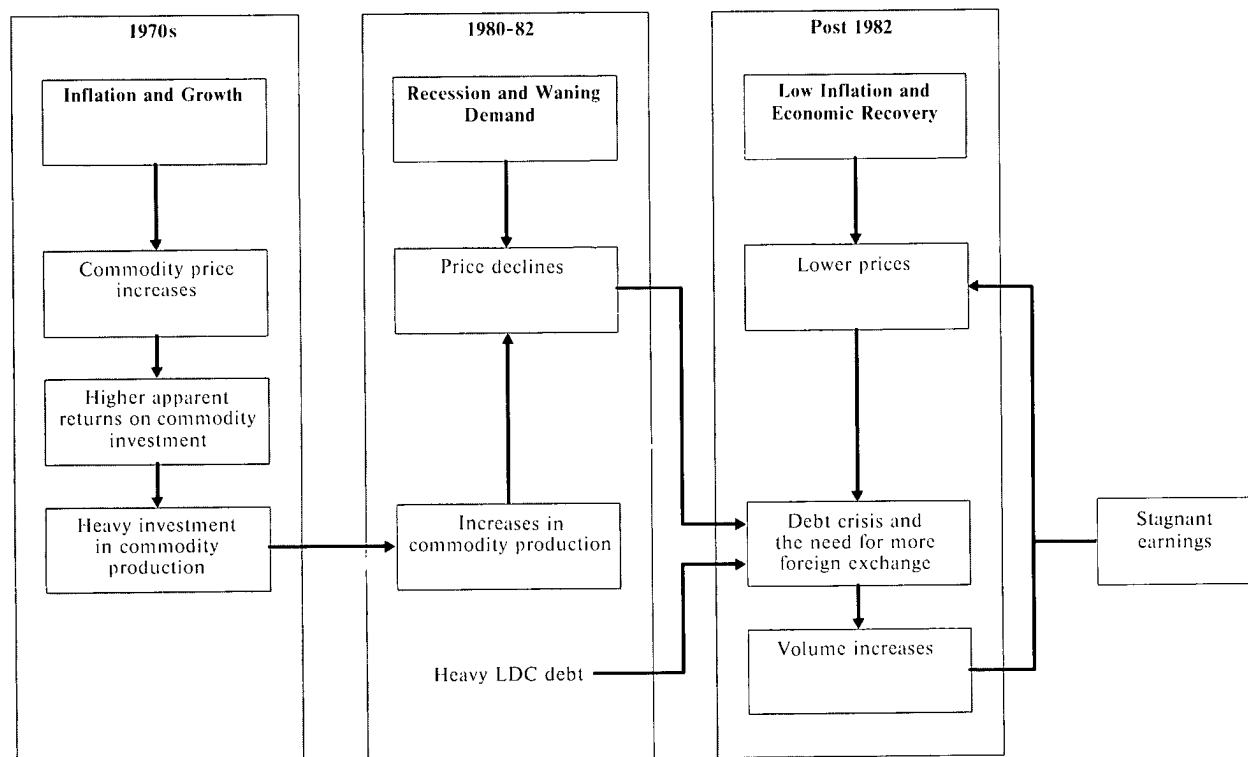 1970s
Inflation and Growth
Commodity price
increases
Higher apparent
returns on commodity
investment
Heavy investment
in commodity
production
1980-82
Recession and Waning
Demand
Price declines
Increases in
commodity production
Heavy LDC debt
Post 1982
Low Inflation and
Economic Recovery
Lower prices
Debt crisis and
the need for more
foreign exchange
Volume increases
Stagnant
earnings